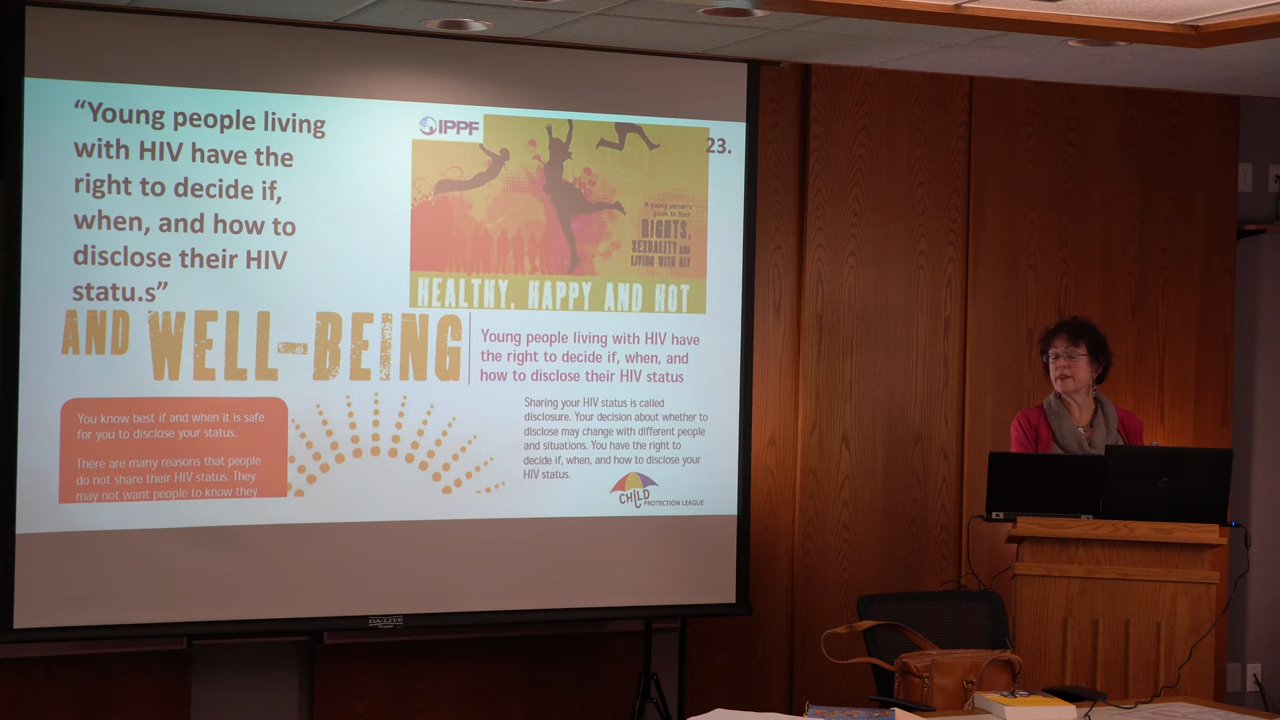 “Young people living
with HIV have the
right to decide if,
when, and how to
disclose their HIV
statu.s”
IPPF
23.
A young person's
guide to their
RIGHTS,
SEXUALITY AND
LIVING WITH HIV
HEALTHY, HAPPY AND HOT
AND WELL-BEING
Young people living with HIV have
the right to decide if, when, and
how to disclose their HIV status
You know best if and when it is safe
for you to disclose your status.
There are many reasons that people
do not share their HIV status. They
may not want people to know they
Sharing your HIV status is called
disclosure. Your decision about whether to
disclose may change with different people
and situations. You have the right to
decide if, when, and how to disclose your
HIV status.
CHILD
PROTECTION LEAGUE
DA-LITE